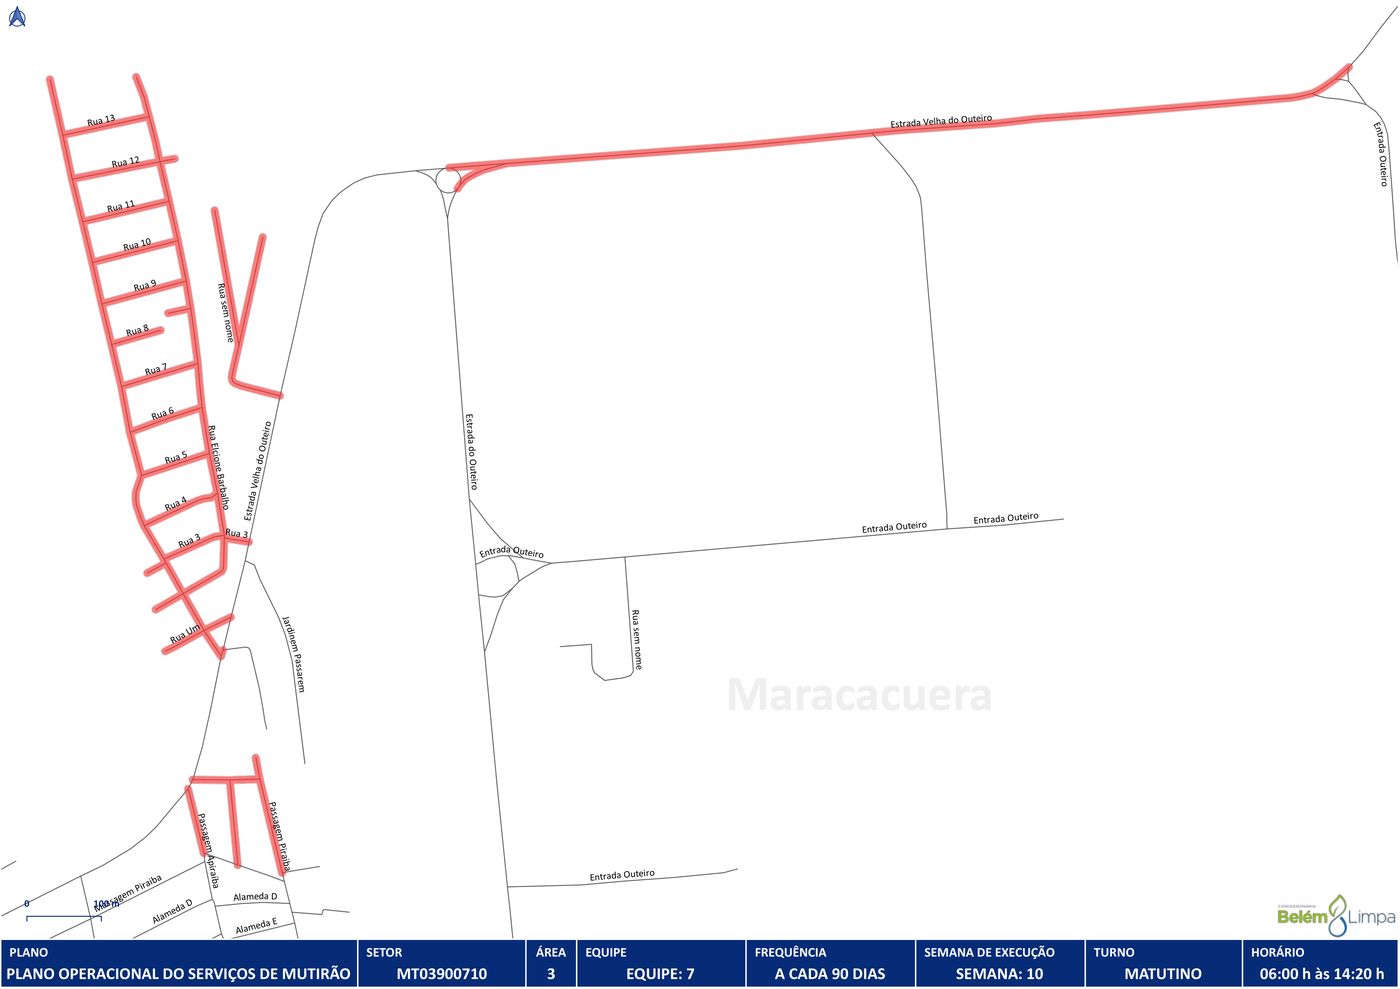 Rua 13
Estrada Velha do Outeiro
Entrada Outeiro
Rua 12
Rua 11
Rua 10
Rua 9
Rua sem nome
Rua 8
Rua 7
Rua 6
Rua Elcione Barbalho
Estrada Velha do Outeiro
Estrada do Outeiro
Rua 5
Rua 4
Rua 3
Rua 3
Entrada Outeiro
Entrada Outeiro
Entrada Outeiro
Rua Um
Jardinem Passarem
Rua sem nome
Maracacuera
Passagem Apiraiba
Passagem Piraiba
Massagem Piraiba
Entrada Outeiro
Alameda D
Alameda D
Alameda E
0 100 m
CONCESSIONÁRIA
Belém Limpa
PLANO
PLANO OPERACIONAL DO SERVIÇOS DE MUTIRÃO
SETOR
MT03900710
ÁREA
3
EQUIPE
EQUIPE: 7
FREQUÊNCIA
A CADA 90 DIAS
SEMANA DE EXECUÇÃO
SEMANA: 10
TURNO
MATUTINO
HORÁRIO
06:00 h às 14:20 h